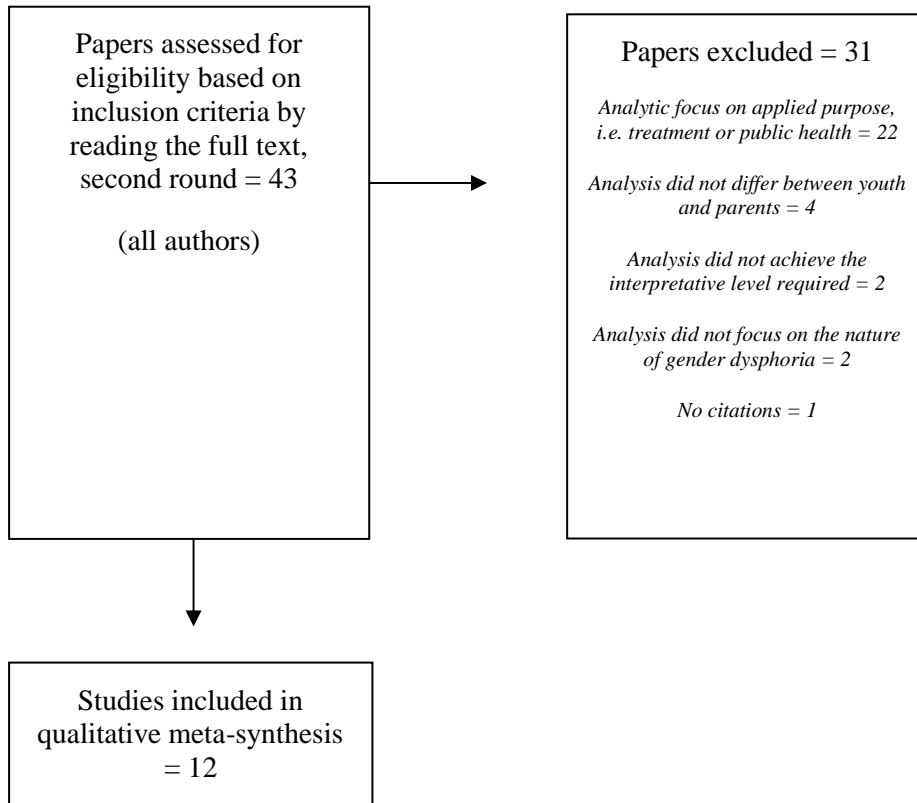 Papers assessed for
eligibility based on
inclusion criteria by
reading the full text,
second round = 43
(all authors)
Papers excluded = 31
Analytic focus on applied purpose,
i.e. treatment or public health = 22
Analysis did not differ between youth
and parents = 4
Analysis did not achieve the
interpretative level required = 2
Analysis did not focus on the nature
of gender dysphoria = 2
No citations = 1
Studies included in
qualitative meta-synthesis
= 12